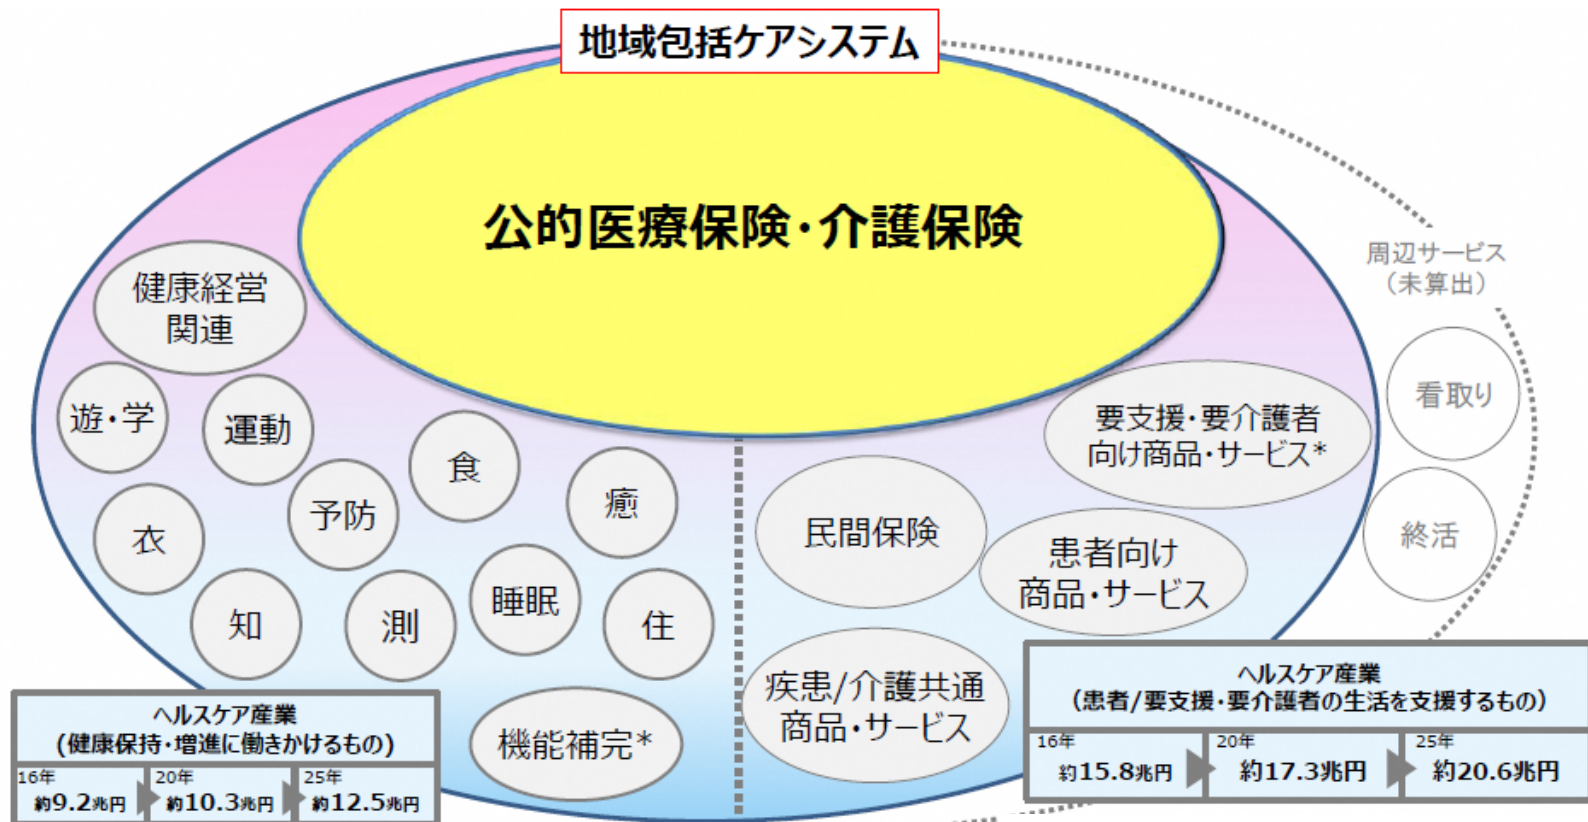 地域包括ケアシステム
公的医療保険・介護保険
周辺サービス
（未算出）
健康経営
関連
遊・学
運動
食
癒
予防
衣
知
測
睡眠
住
機能補完*
要支援・要介護者
向け商品・サービス*
民間保険
患者向け
商品・サービス
疾患/介護共通
商品・サービス
看取り
終活
ヘルスケア産業
(健康保持・増進に働きかけるもの)
16年
約9.2兆円
20年
約10.3兆円
25年
約12.5兆円
ヘルスケア産業
（患者/要支援・要介護者の生活を支援するもの）
16年
約15.8兆円
20年
約17.3兆円
25年
約20.6兆円